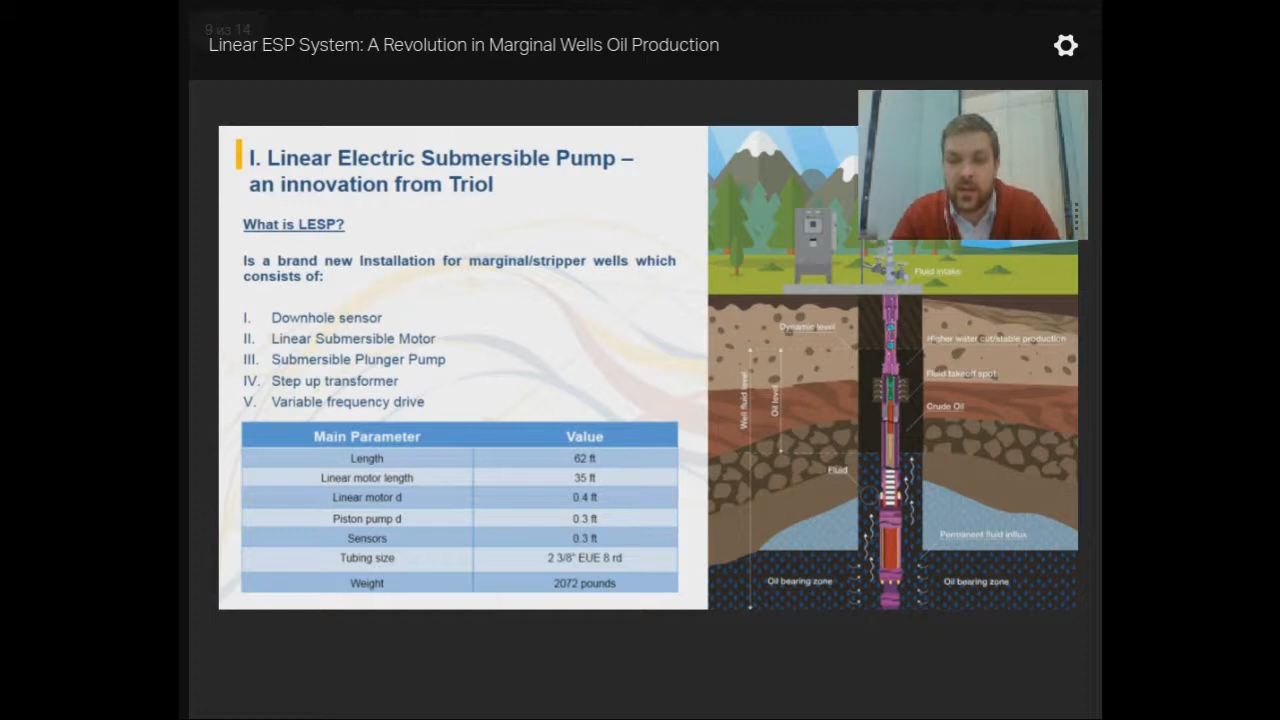 9 из 14
Linear ESP System: A Revolution in Marginal Wells Oil Production
I. Linear Electric Submersible Pump –
an innovation from Triol
What is LESP?
Is a brand new Installation for marginal/stripper wells which
consists of:
I. Downhole sensor
II. Linear Submersible Motor
III. Submersible Plunger Pump
IV. Step up transformer
V. Variable frequency drive
Main Parameter Value
Length 62 ft
Linear motor length 35 ft
Linear motor d 0.4 ft
Piston pump d 0.3 ft
Sensors 0.3 ft
Tubing size 2 3/8" EUE 8 rd
Weight 2072 pounds
Fluid intake
Dynamic level
Higher water cut/stable production
Fluid takeoff spot
Well fluid level
Oil level
Crude Oil
Fluid
Permanent fluid influx
Oil bearing zone
Oil bearing zone